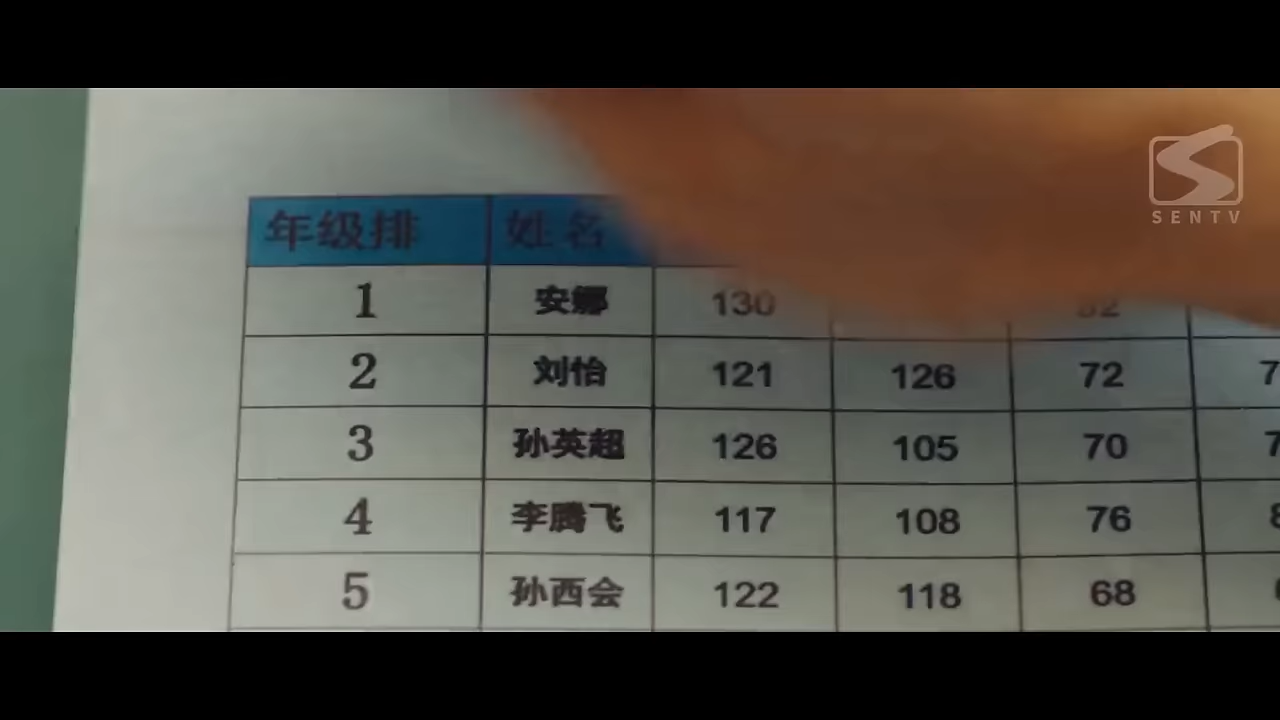 SENTV
年级排 姓名
1 安娜 130
2 刘怡 121 126 72
3 孙英超 126 105 70
4 李腾飞 117 108 76
5 孙西会 122 118 68